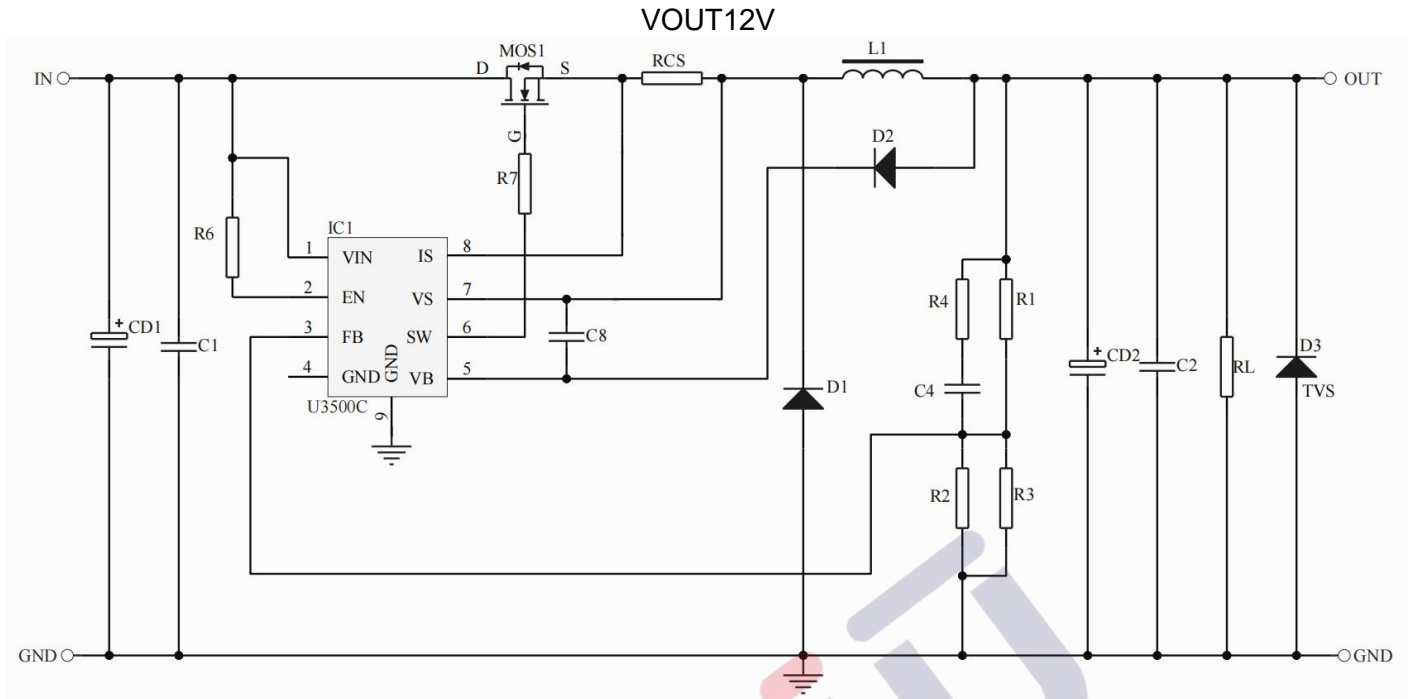 VOUT12V
MOS1
L1
IN
D
S
RCS
OUT
G
D2
R7
R6
IC1
1
VIN
IS
8
R4
R1
2
EN
VS
7
CD1
C1
3
FB
SW
6
C8
CD2
C2
RL
D3
TVS
4
GND
GND
VB
5
D1
C4
U3500C
9
R2
R3
GND
GND